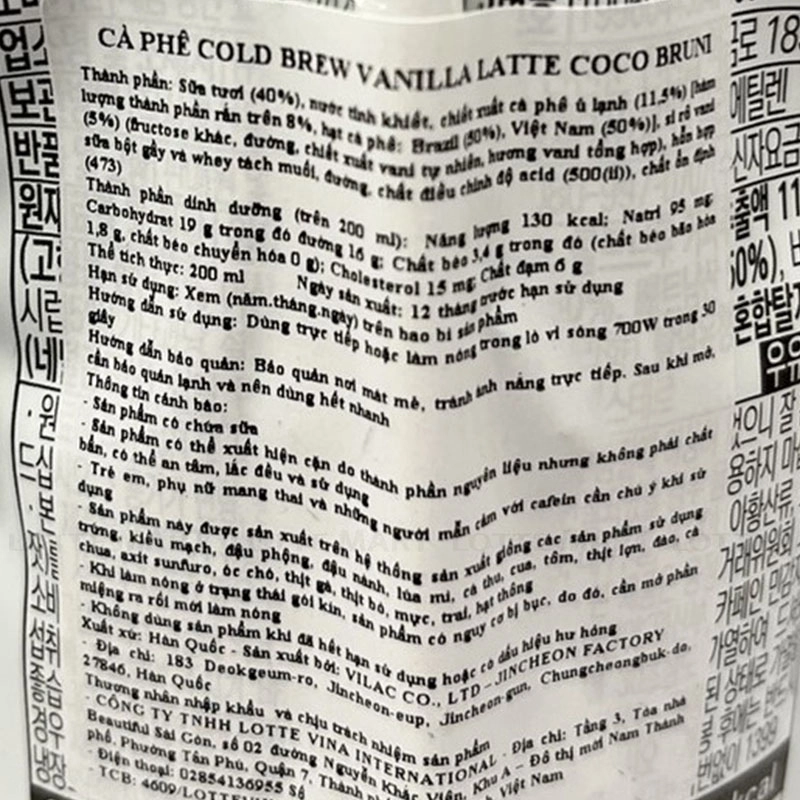 CÀ PHÊ COLD BREW VANILLA LATTE COCO BRUNI
Thành phần: Sữa tươi (40%), nước tinh khiết, chiết xuất cà phê ủ lạnh (11,5%) [hàm
lượng thành phần rắn trên 8%, hạt cà phê: Brazil (50%), Việt Nam (50%)], si rô vani
(5%) (fructose khác, đường, chiết xuất vani tự nhiên, hương vani tổng hợp), hỗn hợp
sữa bột gầy và whey tách muối, đường, chất điều chỉnh độ acid (500(ii)), chất ổn định
(473)
Thành phần dinh dưỡng (trên 200 ml): Năng lượng 130 kcal; Natri 95 mg
Carbohydrat 19 g trong đó đường 16 g; Chất béo 3,4 g trong đó (chất béo bão hòa
1,8 g, chất béo chuyển hóa 0 g); Cholesterol 15 mg, Chất đạm 6 g
Thể tích thực: 200 ml Ngày sản xuất: 12 tháng trước hạn sử dụng
Hạn sử dụng: Xem (năm.tháng.ngày) trên bao bì sản phẩm
Hướng dẫn sử dụng: Dùng trực tiếp hoặc làm nóng trong lò vi sóng 700W trong 30
giây
Hướng dẫn bảo quản: Bảo quản nơi mát mẻ, tránh ánh nắng trực tiếp. Sau khi mở,
cần bảo quản lạnh và nên dùng hết nhanh
Thông tin cảnh báo:
- Sản phẩm có chứa sữa
- Sản phẩm có thể xuất hiện cặn do thành phần nguyên liệu nhưng không phải chất
bẩn, có thể an tâm, lắc đều và sử dụng
- Trẻ em, phụ nữ mang thai và những người mẫn cảm với cafein cần chú ý khi sử
dụng
- Sản phẩm này được sản xuất trên hệ thống sản xuất giống các sản phẩm sử dụng
trứng, kiều mạch, đậu phộng, đậu nành, lúa mì, cá thu, cua, tôm, thịt lợn, đào, cà
chua, axit sunfuro, óc chó, thịt gà, thịt bò, mực, trai, hạt thông
- Khi làm nóng ở trạng thái gói kín, sản phẩm có nguy cơ bị bục, do đó, cần mở phần
miệng ra rồi mới làm nóng
- Không dùng sản phẩm khi đã hết hạn sử dụng hoặc có dấu hiệu hư hỏng
Xuất xứ: Hàn Quốc - Sản xuất bởi: VILAC CO., LTD - JINCHEON FACTORY
- Địa chỉ: 183 Deokgeum-ro, Jincheon-eup, Jincheon-gun, Chungcheongbuk-do,
27846, Hàn Quốc
Thương nhân nhập khẩu và chịu trách nhiệm sản phẩm
- CÔNG TY TNHH LOTTE VINA INTERNATIONAL . Địa chỉ: Tầng 3, Tòa nhà
Beautiful Sài Gòn, số 02 đường Nguyễn Khắc Viện, Khu A – Đô thị mới Nam Thành
phố, Phường Tân Phú, Quận 7, Thành Việt Nam
- Điện thoại: 02854136955 Số
- TCB: 4609/LOTTEVI